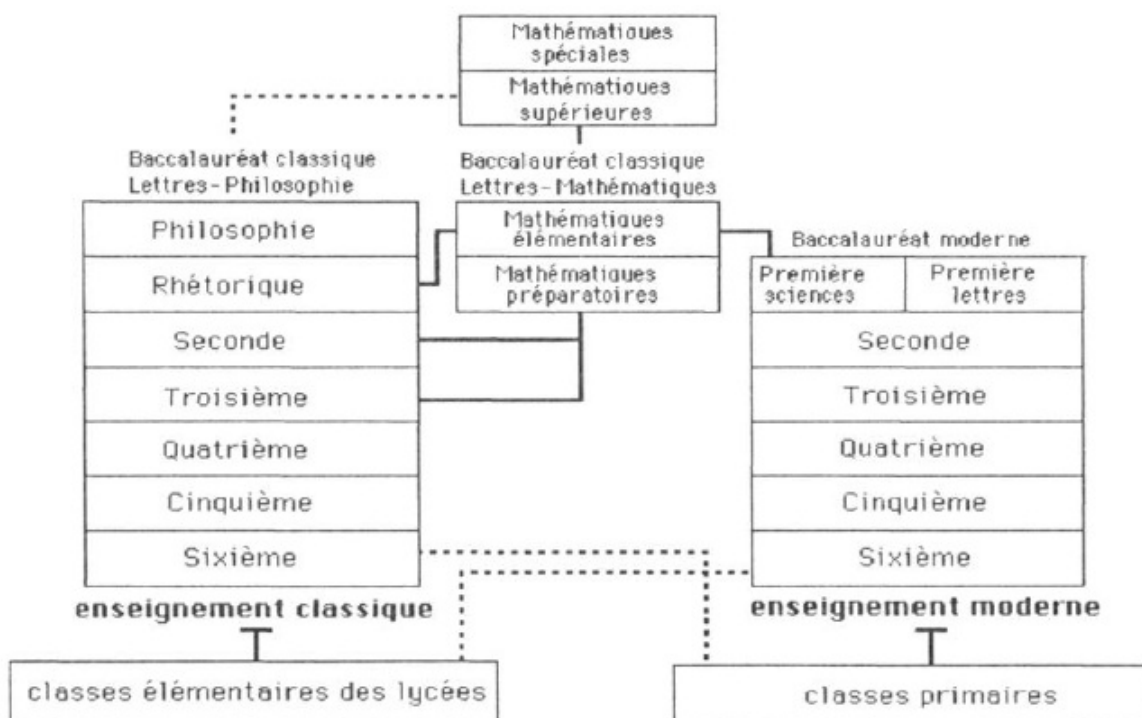 Mathématiques
spéciales
Mathématiques
supérieures
Baccalauréat classique
Lettres-Philosophie
Baccalauréat classique
Lettres-Mathématiques
Philosophie
Rhétorique
Seconde
Troisième
Quatrième
Cinquième
Sixième
enseignement classique
Mathématiques
élémentaires
Mathématiques
préparatoires
Baccalauréat moderne
Première
sciences
Première
lettres
Seconde
Troisième
Quatrième
Cinquième
Sixième
enseignement moderne
classes élémentaires des lycées
classes primaires